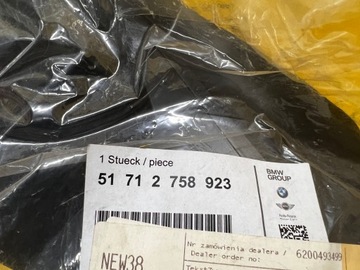 1 Stueck / piece
51 71 2 758 923
BMW
GROUP
NEW38
Nr zamówienia dealera /
Dealer order no:
6200493499